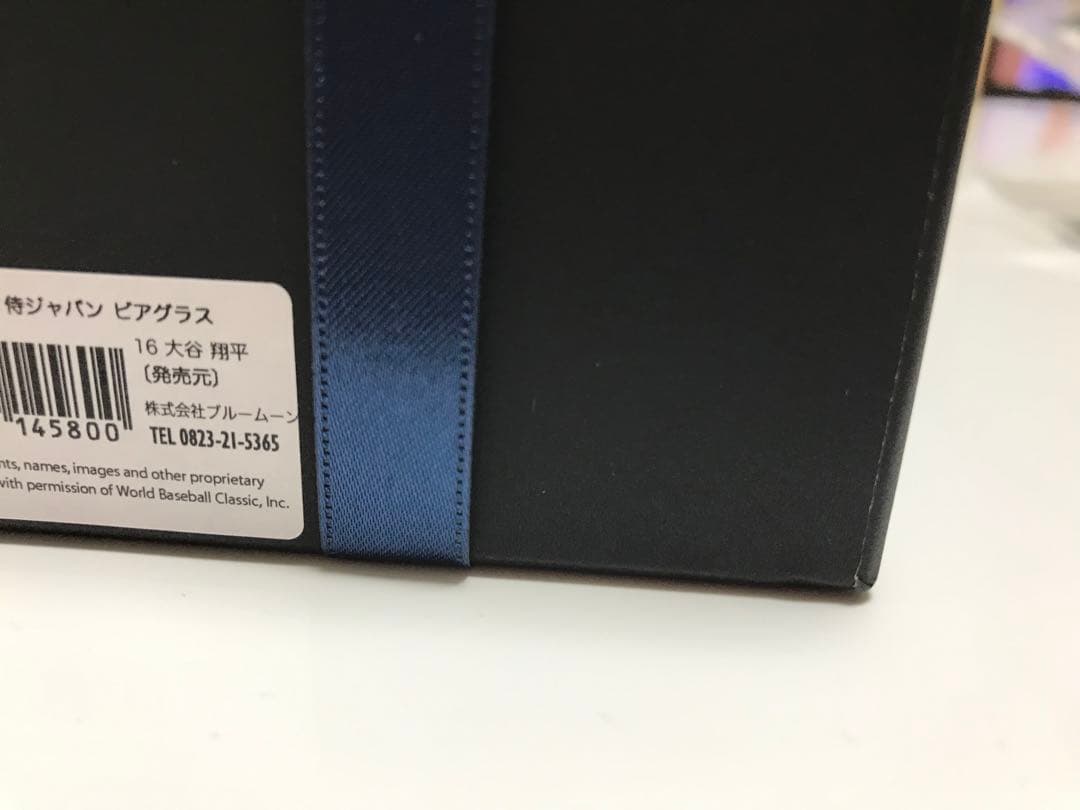 侍ジャパン ビアグラス
16 大谷 翔平
〔発売元〕
株式会社ブルームーン
145800
TEL 0823-21-5365
names, images and other proprietary
with permission of World Baseball Classic, Inc.